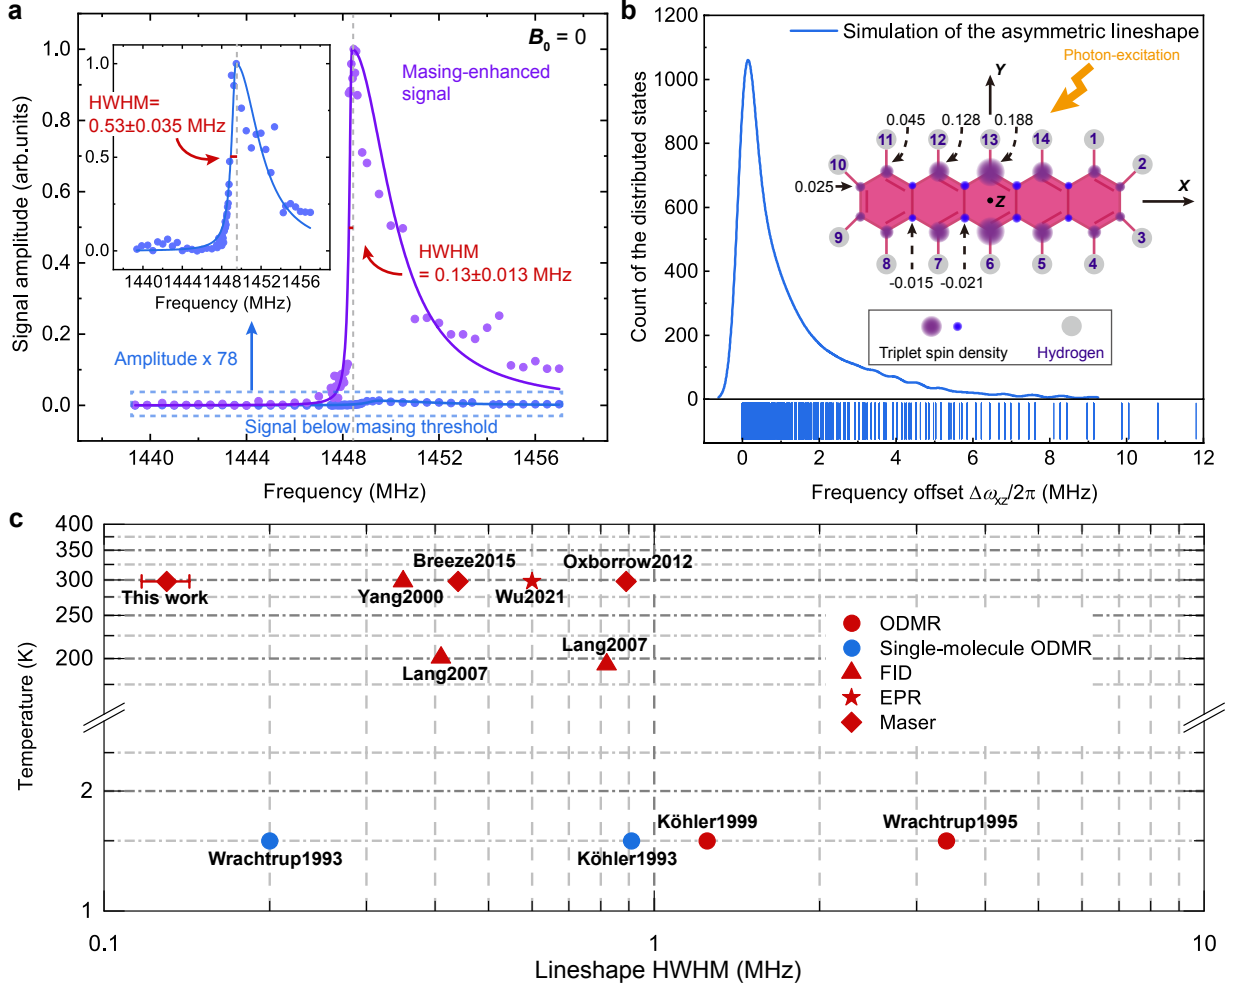 a
Signal amplitude (arb.units)
1.0
0.8
0.6
0.4
0.2
0.0
B0 = 0
Masing-enhanced
signal
HWHM
= 0.13±0.013 MHz
1.0
0.5
0.0
HWHM=
0.53±0.035 MHz
1440 1444 1448 1452 1456
Frequency (MHz)
Amplitude x 78
Signal below masing threshold
1440 1444 1448 1452 1456
Frequency (MHz)
b
Count of the distributed states
1200
1000
800
600
400
200
0
Simulation of the asymmetric lineshape
Photon-excitation
Y
0.045 0.128 0.188
11 12 13 14 1
10 2
0.025
X
Z
9 3
8 7 6 5 4
-0.015 -0.021
Triplet spin density Hydrogen
0 2 4 6 8 10 12
Frequency offset Δωxz/2π (MHz)
c
Temperature (K)
400
350
300
250
200
2
1
Breeze2015 Oxborrow2012
This work Yang2000 Wu2021
Lang2007
Lang2007
ODMR
Single-molecule ODMR
FID
EPR
Maser
Köhler1999 Wrachtrup1995
Wrachtrup1993 Köhler1993
0.1 1 10
Lineshape HWHM (MHz)